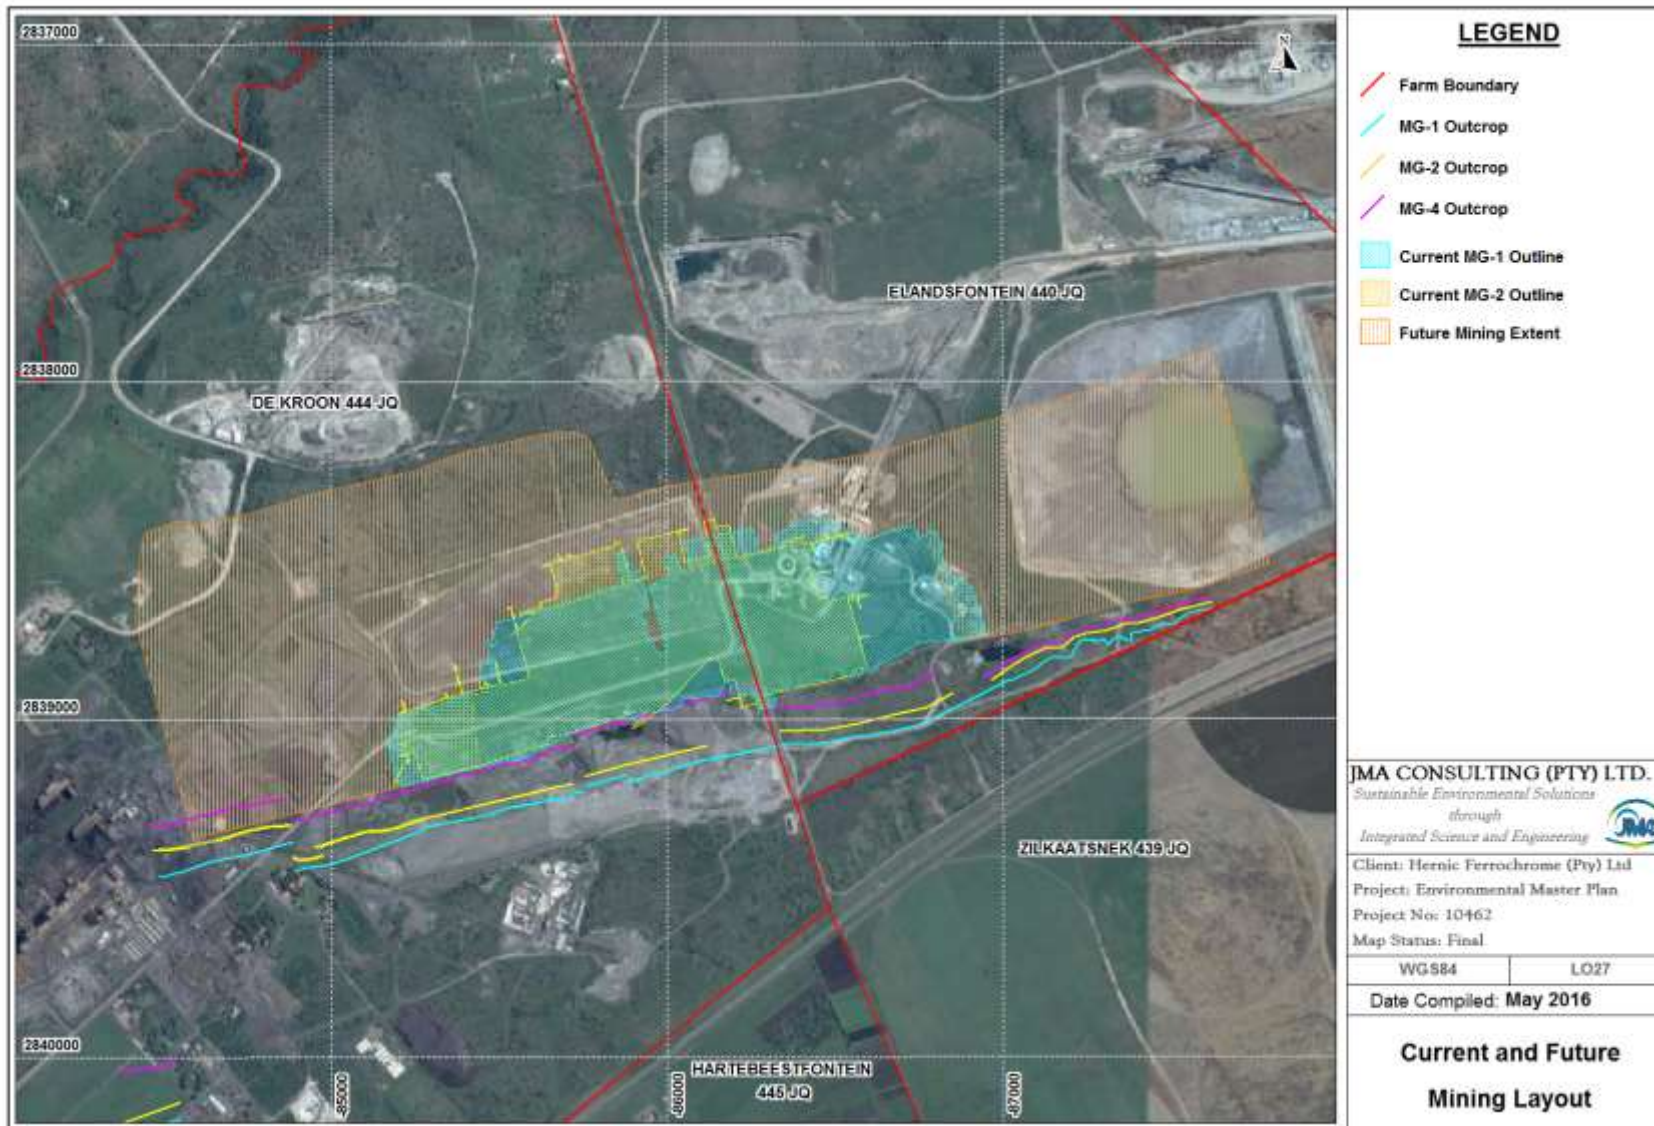 2837000
N
ELANDSFONTEIN 440 JQ
2838000
DE KROON 444 JQ
2839000
ZILKAATSNEK 439 JQ
2840000
HARTEBEESTFONTEIN
445 JQ
-85000
-86000
-87000
LEGEND
Farm Boundary
MG-1 Outcrop
MG-2 Outcrop
MG-4 Outcrop
Current MG-1 Outline
Current MG-2 Outline
Future Mining Extent
JMA CONSULTING (PTY) LTD.
Sustainable Environmental Solutions
through
Integrated Science and Engineering
JMA
Client: Hernic Ferrochrome (Pty) Ltd
Project: Environmental Master Plan
Project No: 10462
Map Status: Final
WGS84 LO27
Date Compiled: May 2016
Current and Future
Mining Layout